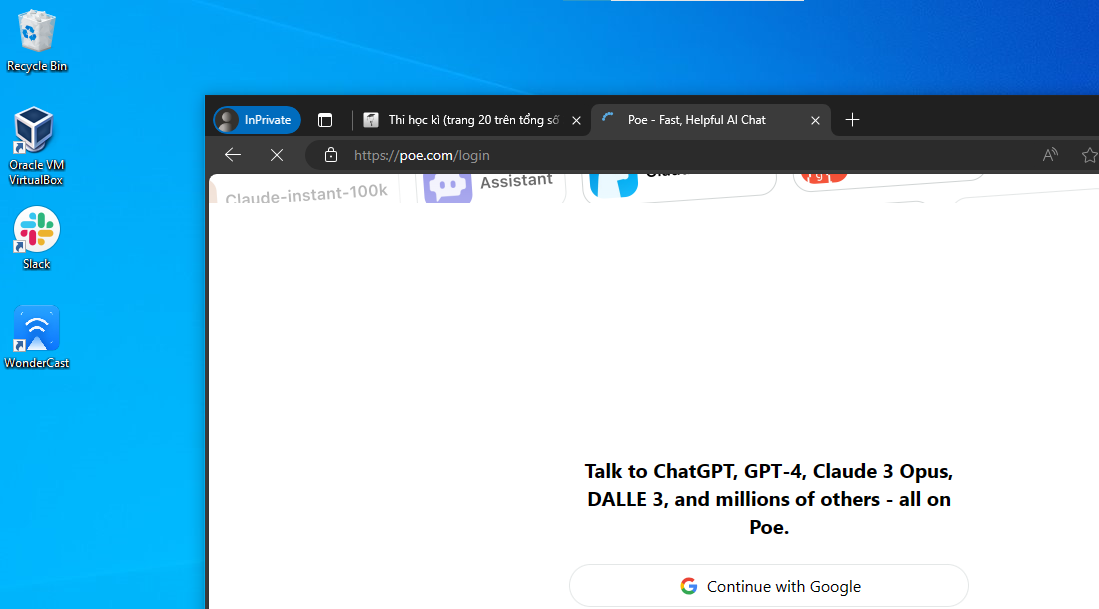 Recycle Bin
Oracle VM
VirtualBox
Slack
WonderCast
InPrivate
Thi học kì (trang 20 trên tổng số
Poe - Fast, Helpful AI Chat
https://poe.com/login
Claude-instant-100k
Assistant
Talk to ChatGPT, GPT-4, Claude 3 Opus,
DALLE 3, and millions of others - all on
Poe.
Continue with Google